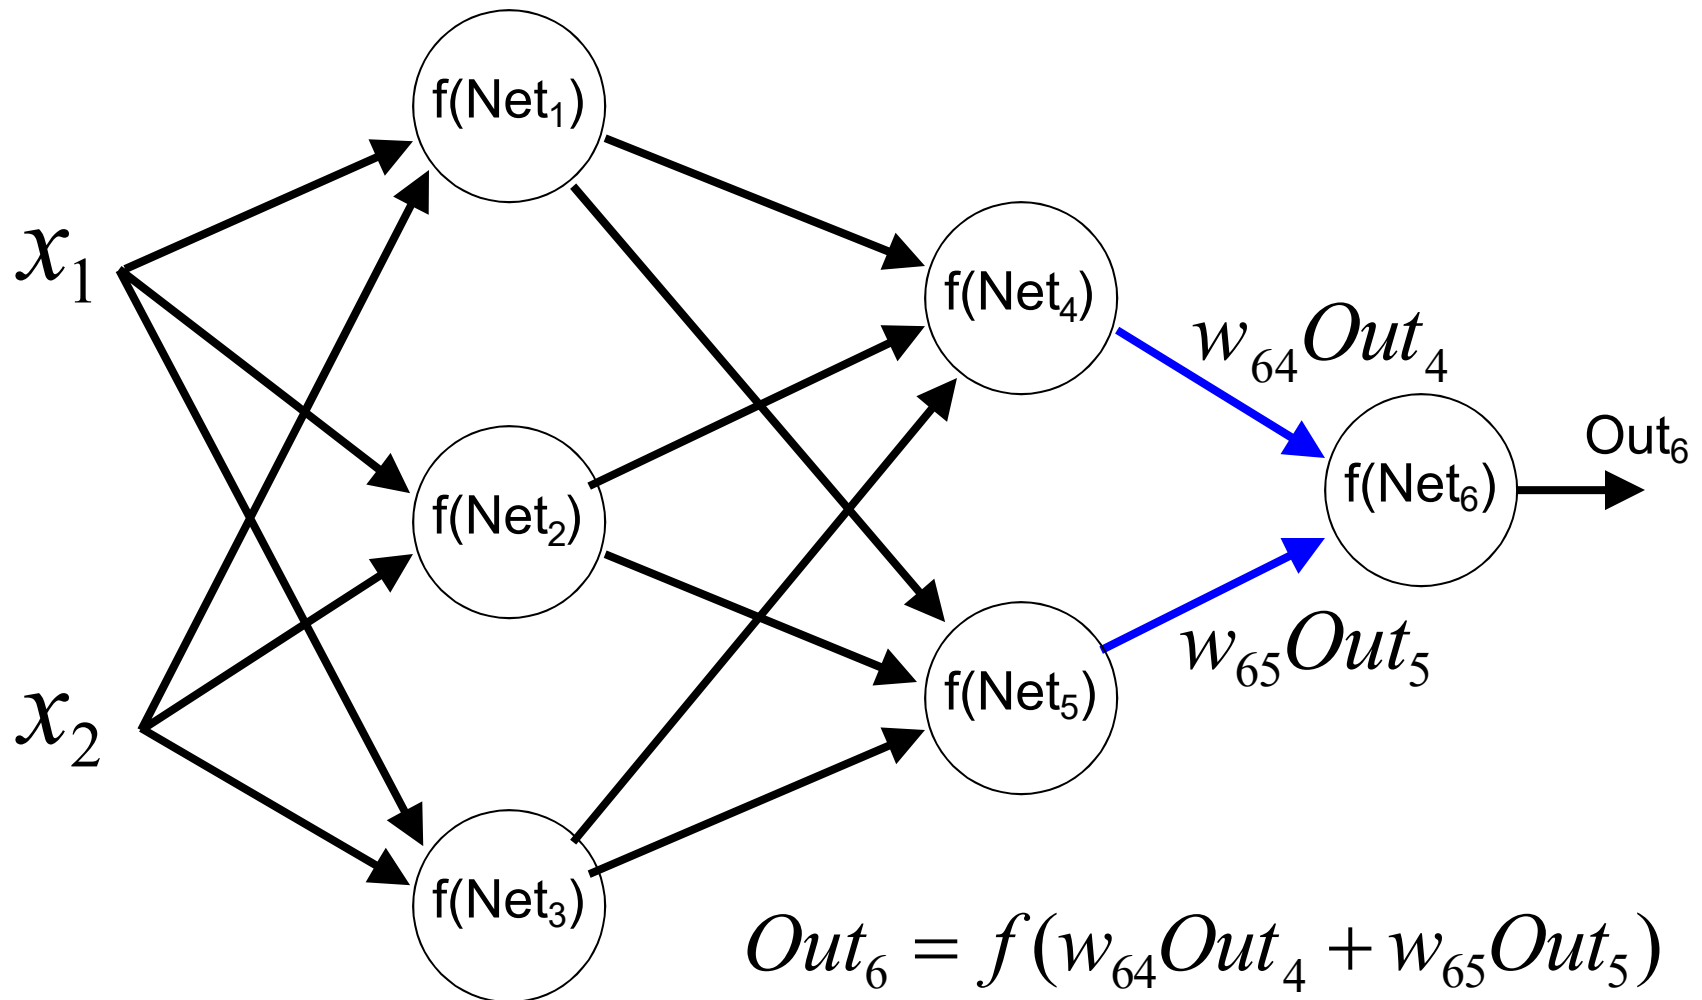 f(Net₁)
x₁
f(Net₄)
w₆₄Out₄
Out₆
f(Net₆)
f(Net₂)
w₆₅Out₅
x₂
f(Net₅)
f(Net₃)
Out₆ = f(w₆₄Out₄ + w₆₅Out₅)